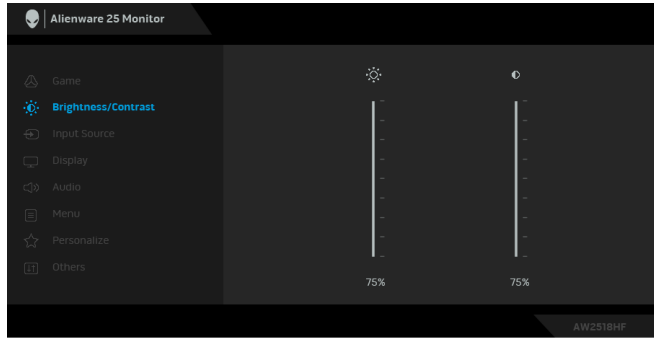 Alienware 25 Monitor
Game
Brightness/Contrast
Input Source
Display
Audio
Menu
Personalize
Others
75% 75%
AW2518HF